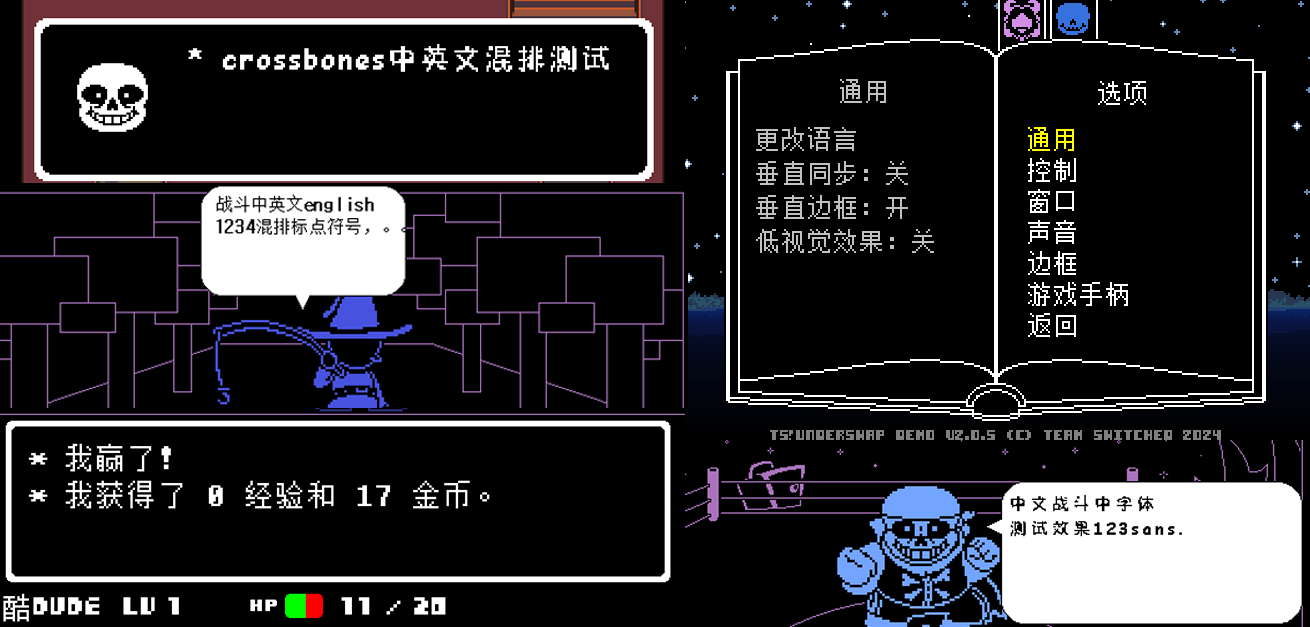 * crossbones中英文混排测试
战斗中英文english
1234混排标点符号，。
* 我赢了!
* 我获得了 0 经验和 17 金币。
酷DUDE LV 1 HP 11 / 20
通用
更改语言
垂直同步: 关
垂直边框: 开
低视觉效果: 关
选项
通用
控制
窗口
声音
边框
游戏手柄
返回
TS!UNDERSWAP DEMO V2.0.5 (C) TEAM SWITCHED 2024
中文战斗中字体
测试效果123sans.